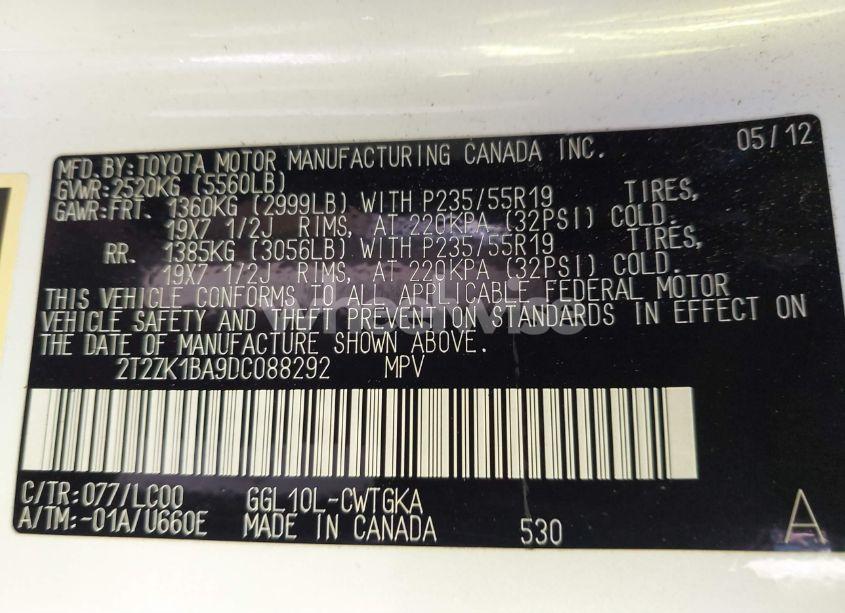 MFD. BY: TOYOTA MOTOR MANUFACTURING CANADA INC. 05/12
GVWR: 2520KG (5560LB)
GAWR: FRT. 1360KG (2999LB) WITH P235/55R19 TIRES,
19X7 1/2J RIMS, AT 220KPA (32PSI) COLD.
RR. 1385KG (3056LB) WITH P235/55R19 TIRES,
19X7 1/2J RIMS, AT 220KPA (32PSI) COLD.
THIS VEHICLE CONFORMS TO ALL APPLICABLE FEDERAL MOTOR
VEHICLE SAFETY AND THEFT PREVENTION STANDARDS IN EFFECT ON
THE DATE OF MANUFACTURE SHOWN ABOVE.
2T2ZK1BA9DC088292 MPV
C/TR: 077/LC00 GGL10L-CWTGKA
A/TM: -01A/U660E MADE IN CANADA 530 A